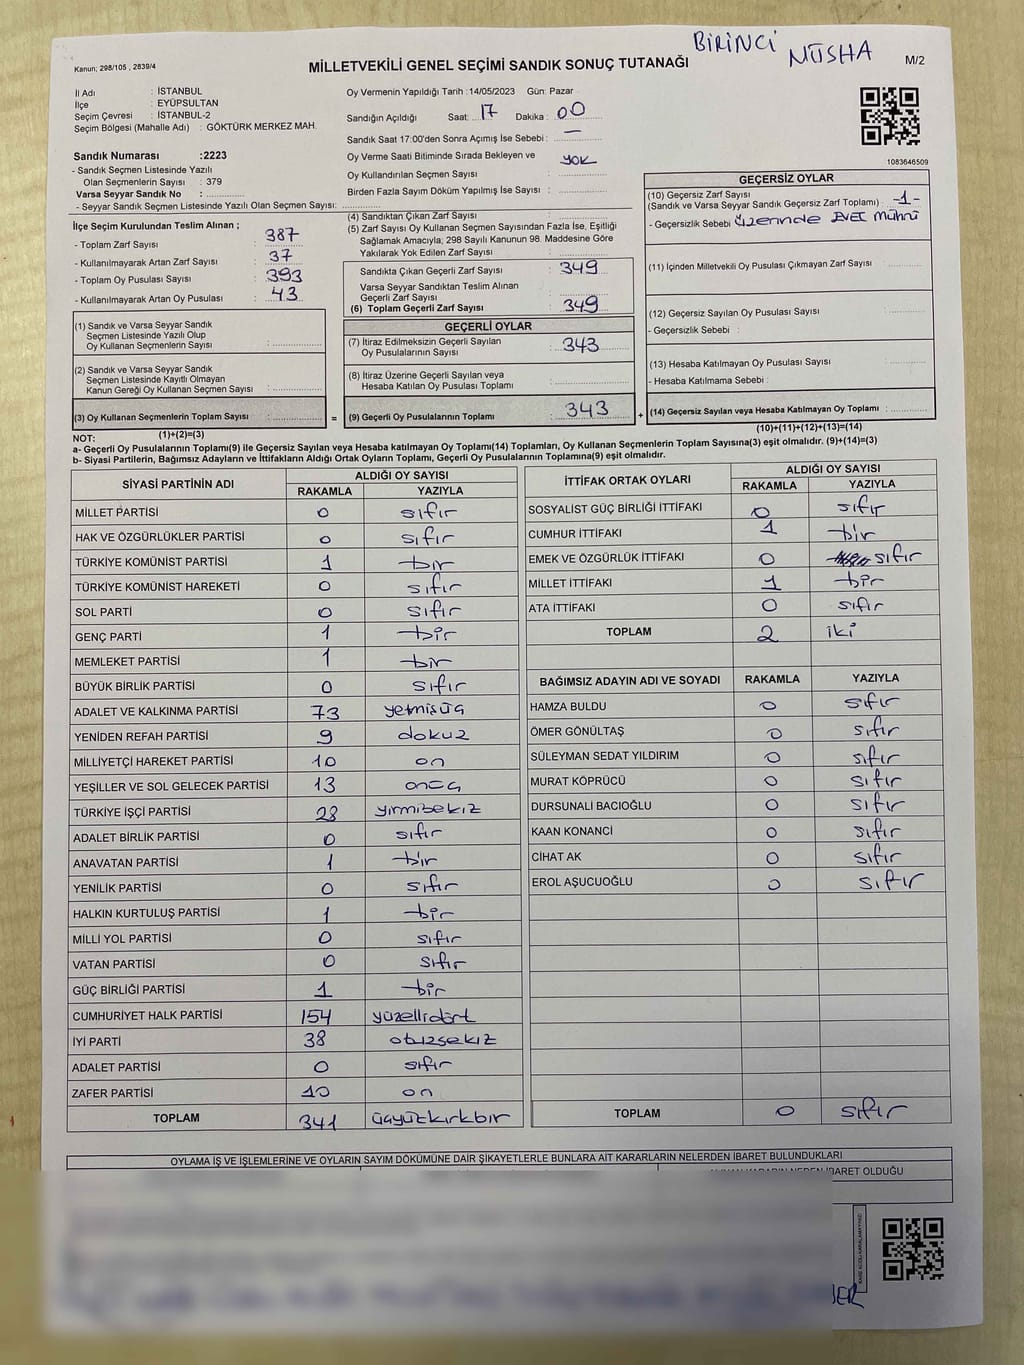 BİRİNCİ NÜSHA
Kanun; 298/105 , 2839/4
MİLLETVEKİLİ GENEL SEÇİMİ SANDIK SONUÇ TUTANAĞI
M/2
İl Adı : İSTANBUL
İlçe : EYÜPSULTAN
Seçim Çevresi : İSTANBUL-2
Seçim Bölgesi (Mahalle Adı) : GÖKTÜRK MERKEZ MAH.
Sandık Numarası :2223
- Sandık Seçmen Listesinde Yazılı
Olan Seçmenlerin Sayısı : 379
Varsa Seyyar Sandık No :
- Seyyar Sandık Seçmen Listesinde Yazılı Olan Seçmen Sayısı:
Oy Vermenin Yapıldığı Tarih :14/05/2023 Gün: Pazar
Sandığın Açıldığı Saat: 17 Dakika : 00
Sandık Saat 17:00'den Sonra Açımış İse Sebebi : —
Oy Verme Saati Bitiminde Sırada Bekleyen ve YOK
Oy Kullandırılan Seçmen Sayısı :
Birden Fazla Sayım Döküm Yapılmış İse Sayısı :
1083646509
İlçe Seçim Kurulundan Teslim Alınan ;
- Toplam Zarf Sayısı : 387
- Kullanılmayarak Artan Zarf Sayısı : 37
- Toplam Oy Pusulası Sayısı : 393
- Kullanılmayarak Artan Oy Pusulası : 43
(4) Sandıktan Çıkan Zarf Sayısı :
(5) Zarf Sayısı Oy Kullanan Seçmen Sayısından Fazla İse, Eşitliği
Sağlamak Amacıyla; 298 Sayılı Kanunun 98. Maddesine Göre
Yakılarak Yok Edilen Zarf Sayısı :
Sandıkta Çıkan Geçerli Zarf Sayısı : 349
Varsa Seyyar Sandıktan Teslim Alınan
Geçerli Zarf Sayısı :
(6) Toplam Geçerli Zarf Sayısı : 349
GEÇERSİZ OYLAR
(10) Geçersiz Zarf Sayısı
(Sandık ve Varsa Seyyar Sandık Geçersiz Zarf Toplamı) : -1-
- Geçersizlik Sebebi üzerinde EVET mührü
(11) İçinden Milletvekili Oy Pusulası Çıkmayan Zarf Sayısı :
(12) Geçersiz Sayılan Oy Pusulası Sayısı :
- Geçersizlik Sebebi :
(13) Hesaba Katılmayan Oy Pusulası Sayısı :
- Hesaba Katılmama Sebebi :
(14) Geçersiz Sayılan veya Hesaba Katılmayan Oy Toplamı :
(10)+(11)+(12)+(13)=(14)
(1) Sandık ve Varsa Seyyar Sandık
Seçmen Listesinde Yazılı Olup
Oy Kullanan Seçmenlerin Sayısı :
(2) Sandık ve Varsa Seyyar Sandık
Seçmen Listesinde Kayıtlı Olmayan
Kanun Gereği Oy Kullanan Seçmen Sayısı :
(3) Oy Kullanan Seçmenlerin Toplam Sayısı : =
(1)+(2)=(3)
GEÇERLİ OYLAR
(7) İtiraz Edilmeksizin Geçerli Sayılan
Oy Pusulalarının Sayısı : 343
(8) İtiraz Üzerine Geçerli Sayılan veya
Hesaba Katılan Oy Pusulası Toplamı :
(9) Geçerli Oy Pusulalarının Toplamı : 343 +
NOT:
a- Geçerli Oy Pusulalarının Toplamı(9) ile Geçersiz Sayılan veya Hesaba katılmayan Oy Toplamı(14) Toplamları, Oy Kullanan Seçmenlerin Toplam Sayısına(3) eşit olmalıdır. (9)+(14)=(3)
b- Siyasi Partilerin, Bağımsız Adayların ve İttifakların Aldığı Ortak Oyların Toplamı, Geçerli Oy Pusulalarının Toplamına(9) eşit olmalıdır.
SİYASİ PARTİNİN ADI ALDIĞI OY SAYISI
RAKAMLA YAZIYLA
MİLLET PARTİSİ 0 sıfır
HAK VE ÖZGÜRLÜKLER PARTİSİ 0 sıfır
TÜRKİYE KOMÜNİST PARTİSİ 1 bir
TÜRKİYE KOMÜNİST HAREKETİ 0 sıfır
SOL PARTİ 0 sıfır
GENÇ PARTİ 1 bir
MEMLEKET PARTİSİ 1 bir
BÜYÜK BİRLİK PARTİSİ 0 sıfır
ADALET VE KALKINMA PARTİSİ 73 yetmişüç
YENİDEN REFAH PARTİSİ 9 dokuz
MİLLİYETÇİ HAREKET PARTİSİ 10 on
YEŞİLLER VE SOL GELECEK PARTİSİ 13 onüç
TÜRKİYE İŞÇİ PARTİSİ 28 yirmisekiz
ADALET BİRLİK PARTİSİ 0 sıfır
ANAVATAN PARTİSİ 1 bir
YENİLİK PARTİSİ 0 sıfır
HALKIN KURTULUŞ PARTİSİ 1 bir
MİLLİ YOL PARTİSİ 0 sıfır
VATAN PARTİSİ 0 sıfır
GÜÇ BİRLİĞİ PARTİSİ 1 bir
CUMHURİYET HALK PARTİSİ 154 yüzellidört
İYİ PARTİ 38 otuzsekiz
ADALET PARTİSİ 0 sıfır
ZAFER PARTİSİ 10 on
TOPLAM 341 üçyüzkırkbir
İTTİFAK ORTAK OYLARI ALDIĞI OY SAYISI
RAKAMLA YAZIYLA
SOSYALİST GÜÇ BİRLİĞİ İTTİFAKI 0 sıfır
CUMHUR İTTİFAKI 1 bir
EMEK VE ÖZGÜRLÜK İTTİFAKI 0 sıfır
MİLLET İTTİFAKI 1 bir
ATA İTTİFAKI 0 sıfır
TOPLAM 2 iki
BAĞIMSIZ ADAYIN ADI VE SOYADI RAKAMLA YAZIYLA
HAMZA BULDU 0 sıfır
ÖMER GÖNÜLTAŞ 0 sıfır
SÜLEYMAN SEDAT YILDIRIM 0 sıfır
MURAT KÖPRÜCÜ 0 sıfır
DURSUNALİ BACIOĞLU 0 sıfır
KAAN KONANCİ 0 sıfır
CİHAT AK 0 sıfır
EROL AŞUCUOĞLU 0 sıfır
TOPLAM 0 sıfır
OYLAMA İŞ VE İŞLEMLERİNE VE OYLARIN SAYIM DÖKÜMÜNE DAİR ŞİKAYETLERLE BUNLARA AİT KARARLARIN NELERDEN İBARET BULUNDUKLARI
NEDEN İBARET OLDUĞU